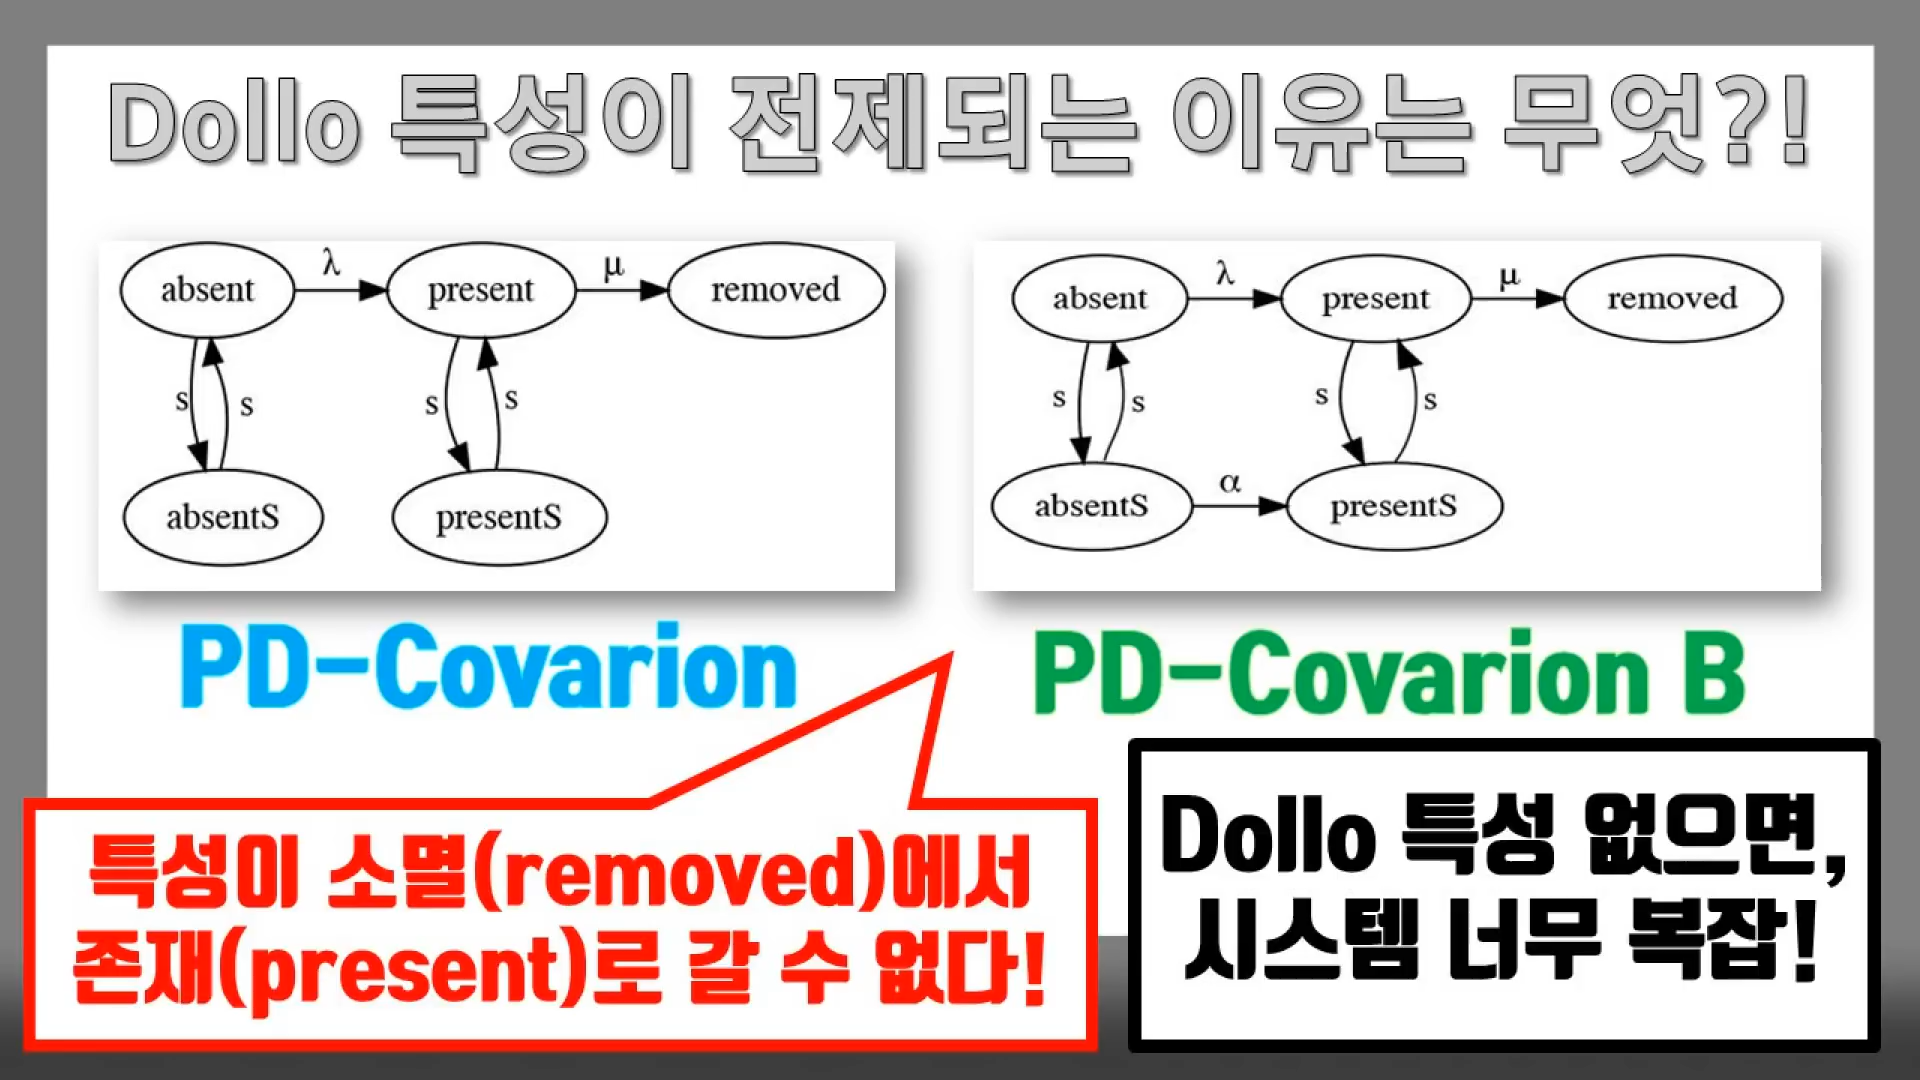 Dollo 특성이 전제되는 이유는 무엇?!
absent λ present μ removed
s s s s
absentS presentS
PD-Covarion
absent λ present μ removed
s s s s
absentS α presentS
PD-Covarion B
특성이 소멸(removed)에서
존재(present)로 갈 수 없다!
Dollo 특성 없으면,
시스템 너무 복잡!